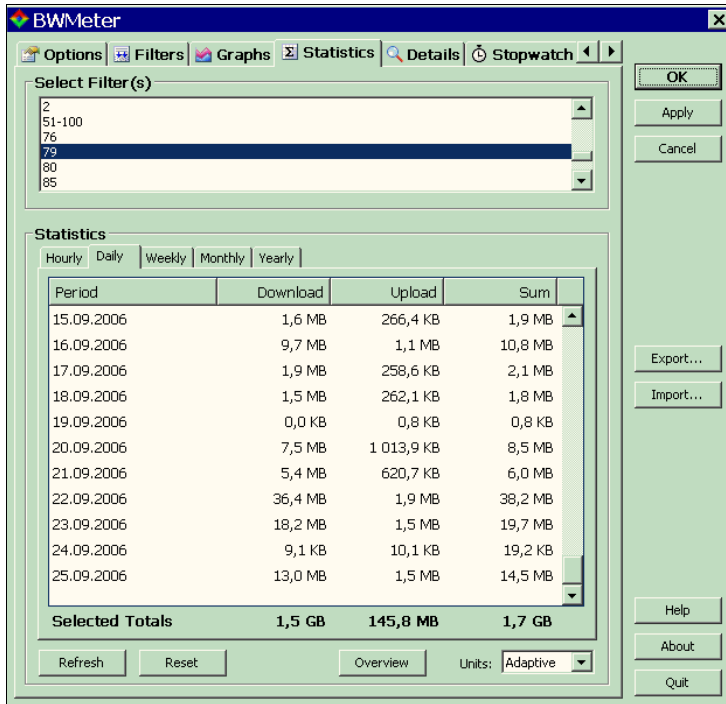 BWMeter
Options Filters Graphs Σ Statistics Details Stopwatch
Select Filter(s)
2
51-100
76
79
80
85
OK
Apply
Cancel
Statistics
Hourly Daily Weekly Monthly Yearly
Period Download Upload Sum
15.09.2006 1,6 MB 266,4 KB 1,9 MB
16.09.2006 9,7 MB 1,1 MB 10,8 MB
17.09.2006 1,9 MB 258,6 KB 2,1 MB
18.09.2006 1,5 MB 262,1 KB 1,8 MB
19.09.2006 0,0 KB 0,8 KB 0,8 KB
20.09.2006 7,5 MB 1 013,9 KB 8,5 MB
21.09.2006 5,4 MB 620,7 KB 6,0 MB
22.09.2006 36,4 MB 1,9 MB 38,2 MB
23.09.2006 18,2 MB 1,5 MB 19,7 MB
24.09.2006 9,1 KB 10,1 KB 19,2 KB
25.09.2006 13,0 MB 1,5 MB 14,5 MB
Selected Totals 1,5 GB 145,8 MB 1,7 GB
Refresh Reset Overview Units: Adaptive
Export...
Import...
Help
About
Quit